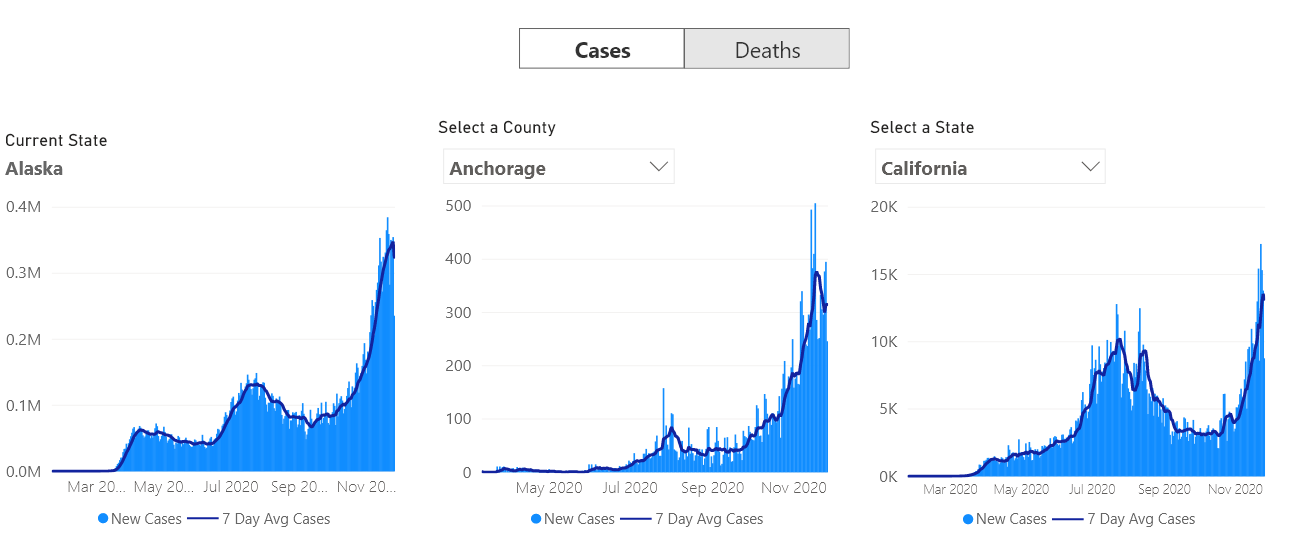 Cases Deaths
Current State
Alaska
0.4M
0.3M
0.2M
0.1M
0.0M
Mar 20... May 20... Jul 2020 Sep 20... Nov 20...
New Cases 7 Day Avg Cases
Select a County
Anchorage
500
400
300
200
100
0
May 2020 Jul 2020 Sep 2020 Nov 2020
New Cases 7 Day Avg Cases
Select a State
California
20K
15K
10K
5K
0K
Mar 2020 May 2020 Jul 2020 Sep 2020 Nov 2020
New Cases 7 Day Avg Cases